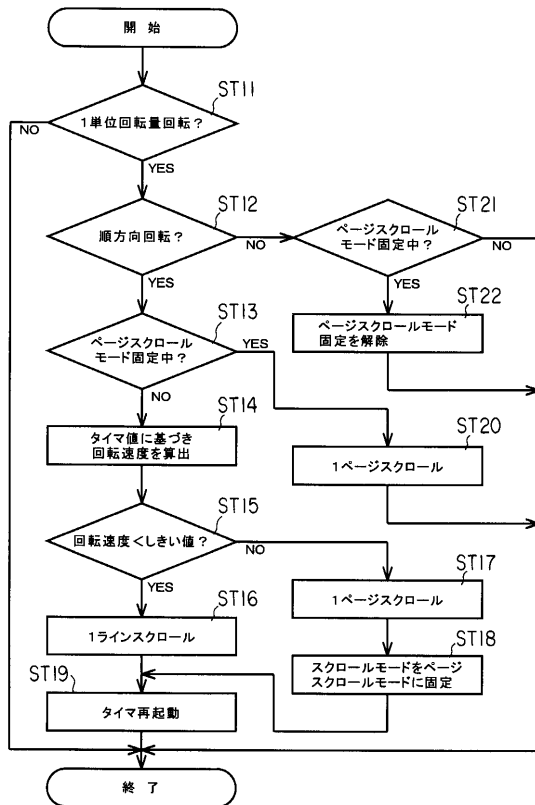 開始
ST11
1単位回転量回転?
NO
YES
ST12
順方向回転?
NO
YES
ST21
ページスクロール
モード固定中?
NO
YES
ST22
ページスクロールモード
固定を解除
ST13
ページスクロール
モード固定中?
YES
NO
ST14
タイマ値に基づき
回転速度を算出
ST20
1ページスクロール
ST15
回転速度<しきい値?
NO
YES
ST16
1ラインスクロール
ST17
1ページスクロール
ST18
スクロールモードをページ
スクロールモードに固定
ST19
タイマ再起動
終了